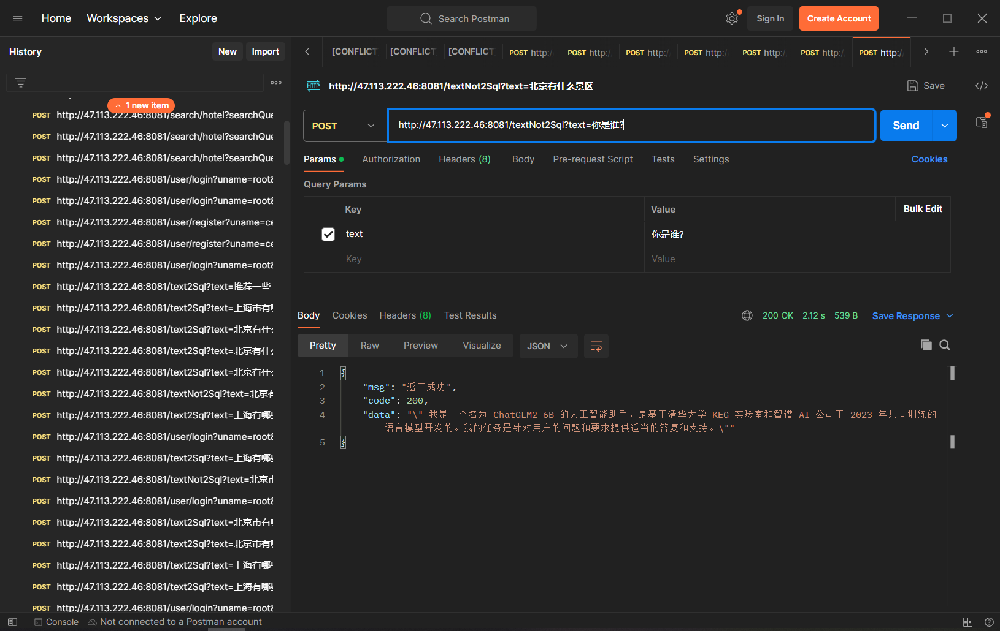 Home Workspaces Explore Search Postman Sign In Create Account
History New Import
[CONFLICT [CONFLICT [CONFLICT POST http:/ POST http:/ POST http:/ POST http:/ POST http:/ POST http:/ POST http:/
1 new item
POST http://47.113.222.46:8081/search/hotel?searchQue
POST http://47.113.222.46:8081/search/hotel?searchQue
POST http://47.113.222.46:8081/search/hotel?searchQue
POST http://47.113.222.46:8081/user/login?uname=root&
POST http://47.113.222.46:8081/user/login?uname=root&
POST http://47.113.222.46:8081/user/register?uname=ce
POST http://47.113.222.46:8081/user/register?uname=ce
POST http://47.113.222.46:8081/user/login?uname=root&
POST http://47.113.222.46:8081/text2Sql?text=推荐一些
POST http://47.113.222.46:8081/text2Sql?text=上海市有哪
POST http://47.113.222.46:8081/text2Sql?text=北京有什么
POST http://47.113.222.46:8081/text2Sql?text=北京有什么
POST http://47.113.222.46:8081/text2Sql?text=北京有什么
POST http://47.113.222.46:8081/textNot2Sql?text=北京有
POST http://47.113.222.46:8081/text2Sql?text=上海有哪些
POST http://47.113.222.46:8081/user/login?uname=root&
POST http://47.113.222.46:8081/text2Sql?text=上海有哪些
POST http://47.113.222.46:8081/textNot2Sql?text=北京市
POST http://47.113.222.46:8081/user/login?uname=root&
POST http://47.113.222.46:8081/text2Sql?text=北京市有哪
POST http://47.113.222.46:8081/text2Sql?text=北京市有哪
POST http://47.113.222.46:8081/text2Sql?text=上海有哪些
POST http://47.113.222.46:8081/text2Sql?text=上海有哪些
POST http://47.113.222.46:8081/user/login?uname=root&
HTTP http://47.113.222.46:8081/textNot2Sql?text=北京有什么景区 Save
POST http://47.113.222.46:8081/textNot2Sql?text=你是谁? Send
Params Authorization Headers (8) Body Pre-request Script Tests Settings Cookies
Query Params
Key Value Bulk Edit
text 你是谁?
Key Value
Body Cookies Headers (8) Test Results 200 OK 2.12 s 539 B Save Response
Pretty Raw Preview Visualize JSON
1 {
2 "msg": "返回成功",
3 "code": 200,
4 "data": "\" 我是一个名为 ChatGLM2-6B 的人工智能助手，是基于清华大学 KEG 实验室和智谱 AI 公司于 2023 年共同训练的
语言模型开发的。我的任务是针对用户的问题和要求提供适当的答复和支持。\""
5 }
Console Not connected to a Postman account